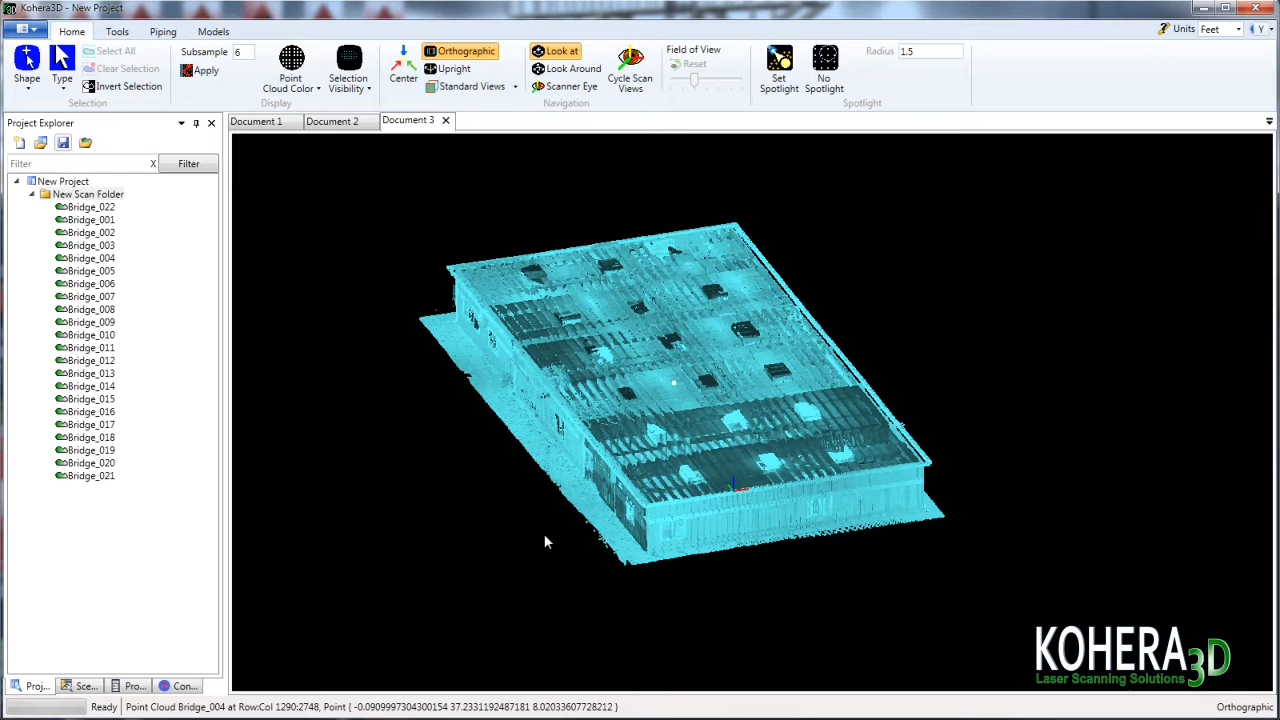 Kohera3D - New Project
Home
Tools
Piping
Models
Units
Feet
Y
Shape
Type
Select All
Clear Selection
Invert Selection
Selection
Subsample 6
Apply
Point
Cloud Color
Selection
Visibility
Display
Center
Orthographic
Upright
Standard Views
Look at
Look Around
Scanner Eye
Cycle Scan
Views
Navigation
Field of View
Reset
Set
Spotlight
No
Spotlight
Radius 1.5
Spotlight
Project Explorer
Filter
X
Filter
New Project
New Scan Folder
Bridge_022
Bridge_001
Bridge_002
Bridge_003
Bridge_004
Bridge_005
Bridge_006
Bridge_007
Bridge_008
Bridge_009
Bridge_010
Bridge_011
Bridge_012
Bridge_013
Bridge_014
Bridge_015
Bridge_016
Bridge_017
Bridge_018
Bridge_019
Bridge_020
Bridge_021
Document 1
Document 2
Document 3
KOHERA3D
Laser Scanning Solutions
Proj...
Sce...
Pro...
Con...
Ready
Point Cloud Bridge_004 at Row:Col 1290:2748, Point { -0.0909997304300154 37.2331192487181 8.02033607728212 }
Orthographic